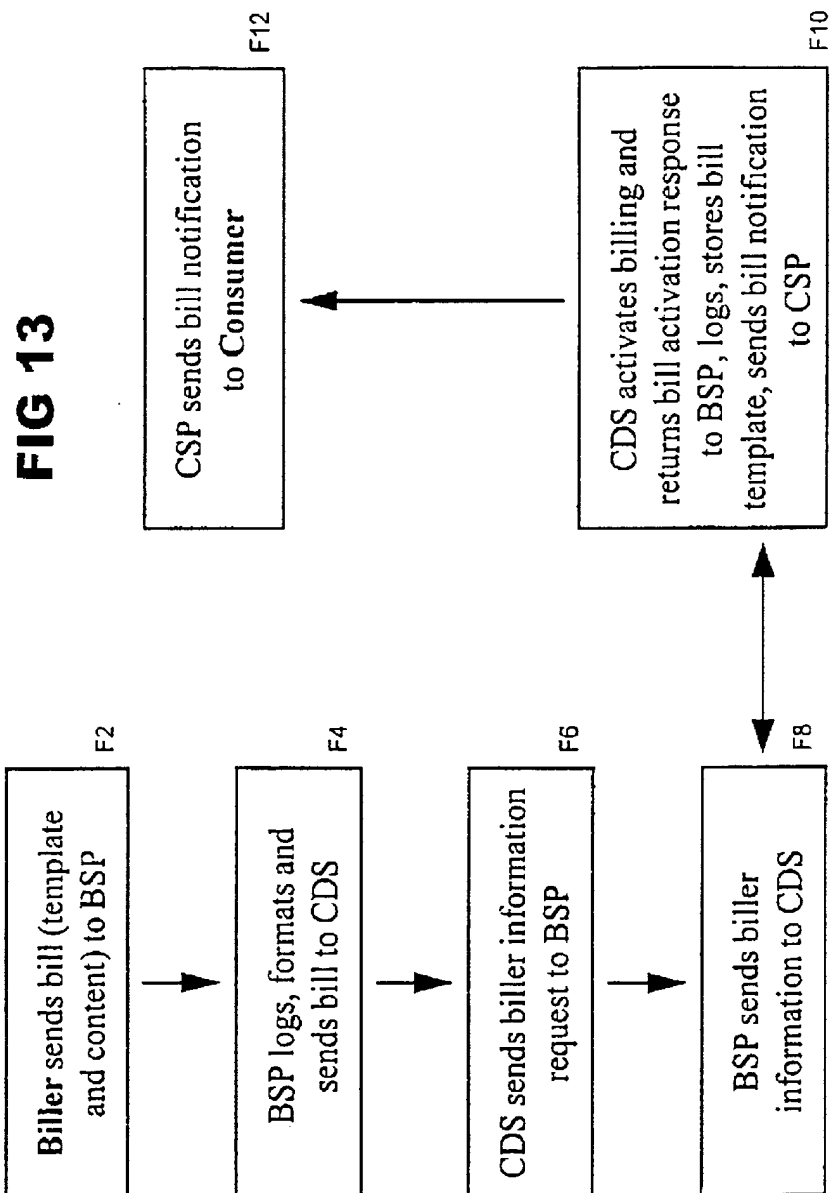 FIG 13
Biller sends bill (template
and content) to BSP
F2
BSP logs, formats and
sends bill to CDS
F4
CDS sends biller information
request to BSP
F6
BSP sends biller
information to CDS
F8
CDS activates billing and
returns bill activation response
to BSP, logs, stores bill
template, sends bill notification
to CSP
F10
CSP sends bill notification
to Consumer
F12